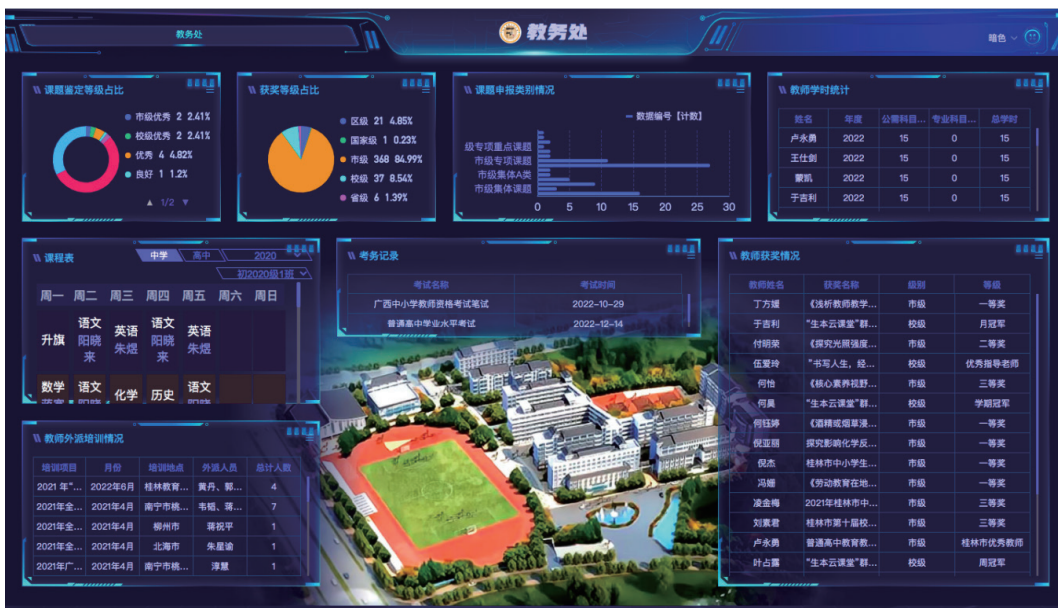 教务处
教务处
暗色
课题鉴定等级占比
市级优秀 2 2.41%
校级优秀 2 2.41%
优秀 4 4.82%
良好 1 1.2%
1/2
获奖等级占比
区级 21 4.85%
国家级 1 0.23%
市级 368 84.99%
校级 37 8.54%
省级 6 1.39%
课题申报类别情况
数据编号【计数】
级专项重点课题
市级专项课题
市级集体A类
市级集体课题
0 5 10 15 20 25 30
教师学时统计
姓名 年度 公需科目... 专业科目... 总学时
卢永勇 2022 15 0 15
王仕剑 2022 15 0 15
蒙凯 2022 15 0 15
于吉利 2022 15 0 15
课程表
中学 高中 2020
初2020级1班
周一 周二 周三 周四 周五 周六 周日
升旗 语文 阳晓来 英语 朱煜 语文 阳晓来 英语 朱煜
数学 语文 化学 历史 语文
考务记录
考试名称 考试时间
广西中小学教师资格考试笔试 2022-10-29
普通高中学业水平考试 2022-12-14
教师获奖情况
教师姓名 获奖名称 级别 等级
丁方媛 《浅析教师教学... 市级 一等奖
于吉利 “生本云课堂”群... 校级 月冠军
付明荣 《探究光照强度... 市级 二等奖
伍爱玲 “书写人生，经... 校级 优秀指导老师
何怡 《核心素养视野... 市级 三等奖
何昊 “生本云课堂”群... 校级 学期冠军
何钰婷 《酒精或烟草浸... 市级 一等奖
倪亚丽 探究影响化学反... 市级 一等奖
倪杰 桂林市中小学生... 市级 一等奖
冯姗 《劳动教育在地... 市级 一等奖
凌金梅 2021年桂林市中... 市级 三等奖
刘素君 桂林市第十届校... 市级 三等奖
卢永勇 普通高中教育教... 市级 桂林市优秀教师
叶占露 “生本云课堂”群... 校级 周冠军
教师外派培训情况
培训项目 月份 培训地点 外派人员 总计人数
2021 年“... 2022年6月 桂林教育... 黄丹、郭... 4
2021年全... 2021年4月 南宁市桃... 韦韬、蒋... 7
2021年全... 2021年4月 柳州市 蒋祝平 1
2021年全... 2021年4月 北海市 朱星谕 1
2021年广... 2021年4月 南宁市桃... 淳慧 1